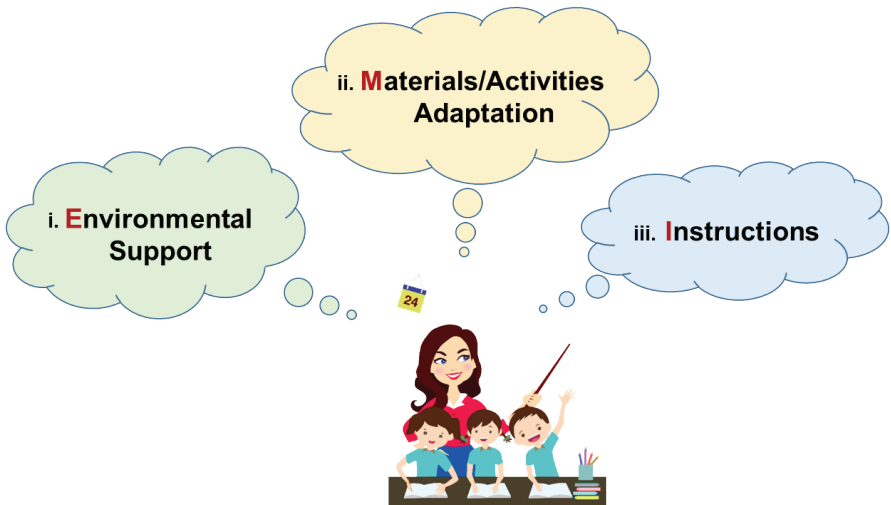 i. Environmental
Support
ii. Materials/Activities
Adaptation
iii. Instructions
24